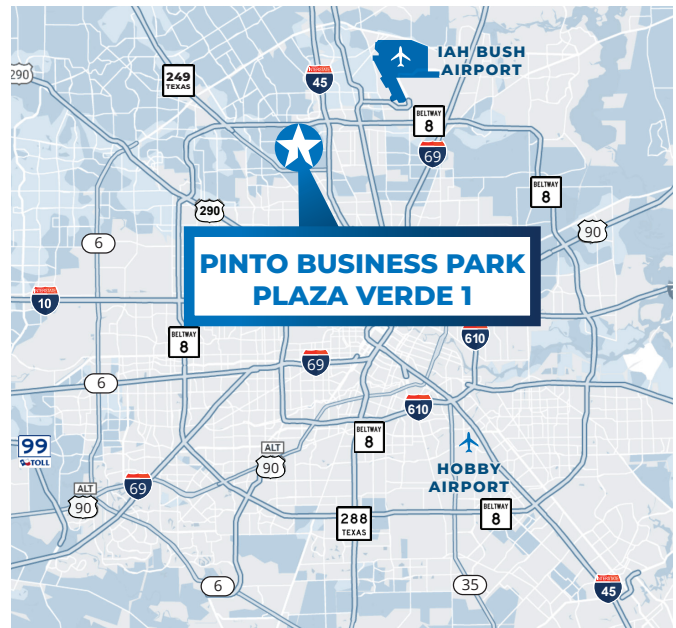 IAH BUSH
AIRPORT
290
249
TEXAS
45
BELTWAY
8
69
BELTWAY
8
290
90
6
PINTO BUSINESS PARK
PLAZA VERDE 1
10
BELTWAY
8
610
69
6
610
BELTWAY
8
99
TOLL
ALT
90
HOBBY
AIRPORT
69
ALT
90
288
TEXAS
BELTWAY
8
6
35
45